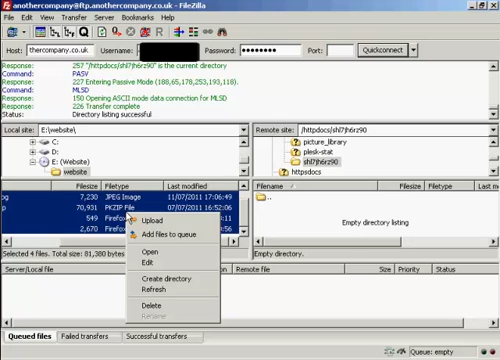 anothercompany@ftp.anothercompany.co.uk - FileZilla
File Edit View Transfer Server Bookmarks Help
Host: thercompany.co.uk Username: Password: ●●●●●●●● Port: Quickconnect
Response: 257 "/httpdocs/shl7jh6rz90" is the current directory
Command: PASV
Response: 227 Entering Passive Mode (188,65,178,253,193,118).
Command: MLSD
Response: 150 Opening ASCII mode data connection for MLSD
Response: 226 Transfer complete
Status: Directory listing successful
Local site: E:\website\ Remote site: /httpdocs/shl7jh6rz90
C: picture_library
D: plesk-stat
E: (Website) shl7jh6rz90
website httpdocs
Filesize Filetype Last modified Filename Filesize
7,230 JPEG Image 11/07/2011 17:06:49 ..
70,931 PKZIP File 07/07/2011 16:52:06
549 Firefox
2,670 Firefox
Empty directory listing
Upload
Add files to queue
Open
Edit
Create directory
Refresh
Delete
Rename
Selected 4 files. Total size: 81,380 Empty directory.
Server/Local file Remote file Size Priority Status
Queued files Failed transfers Successful transfers
Queue: empty